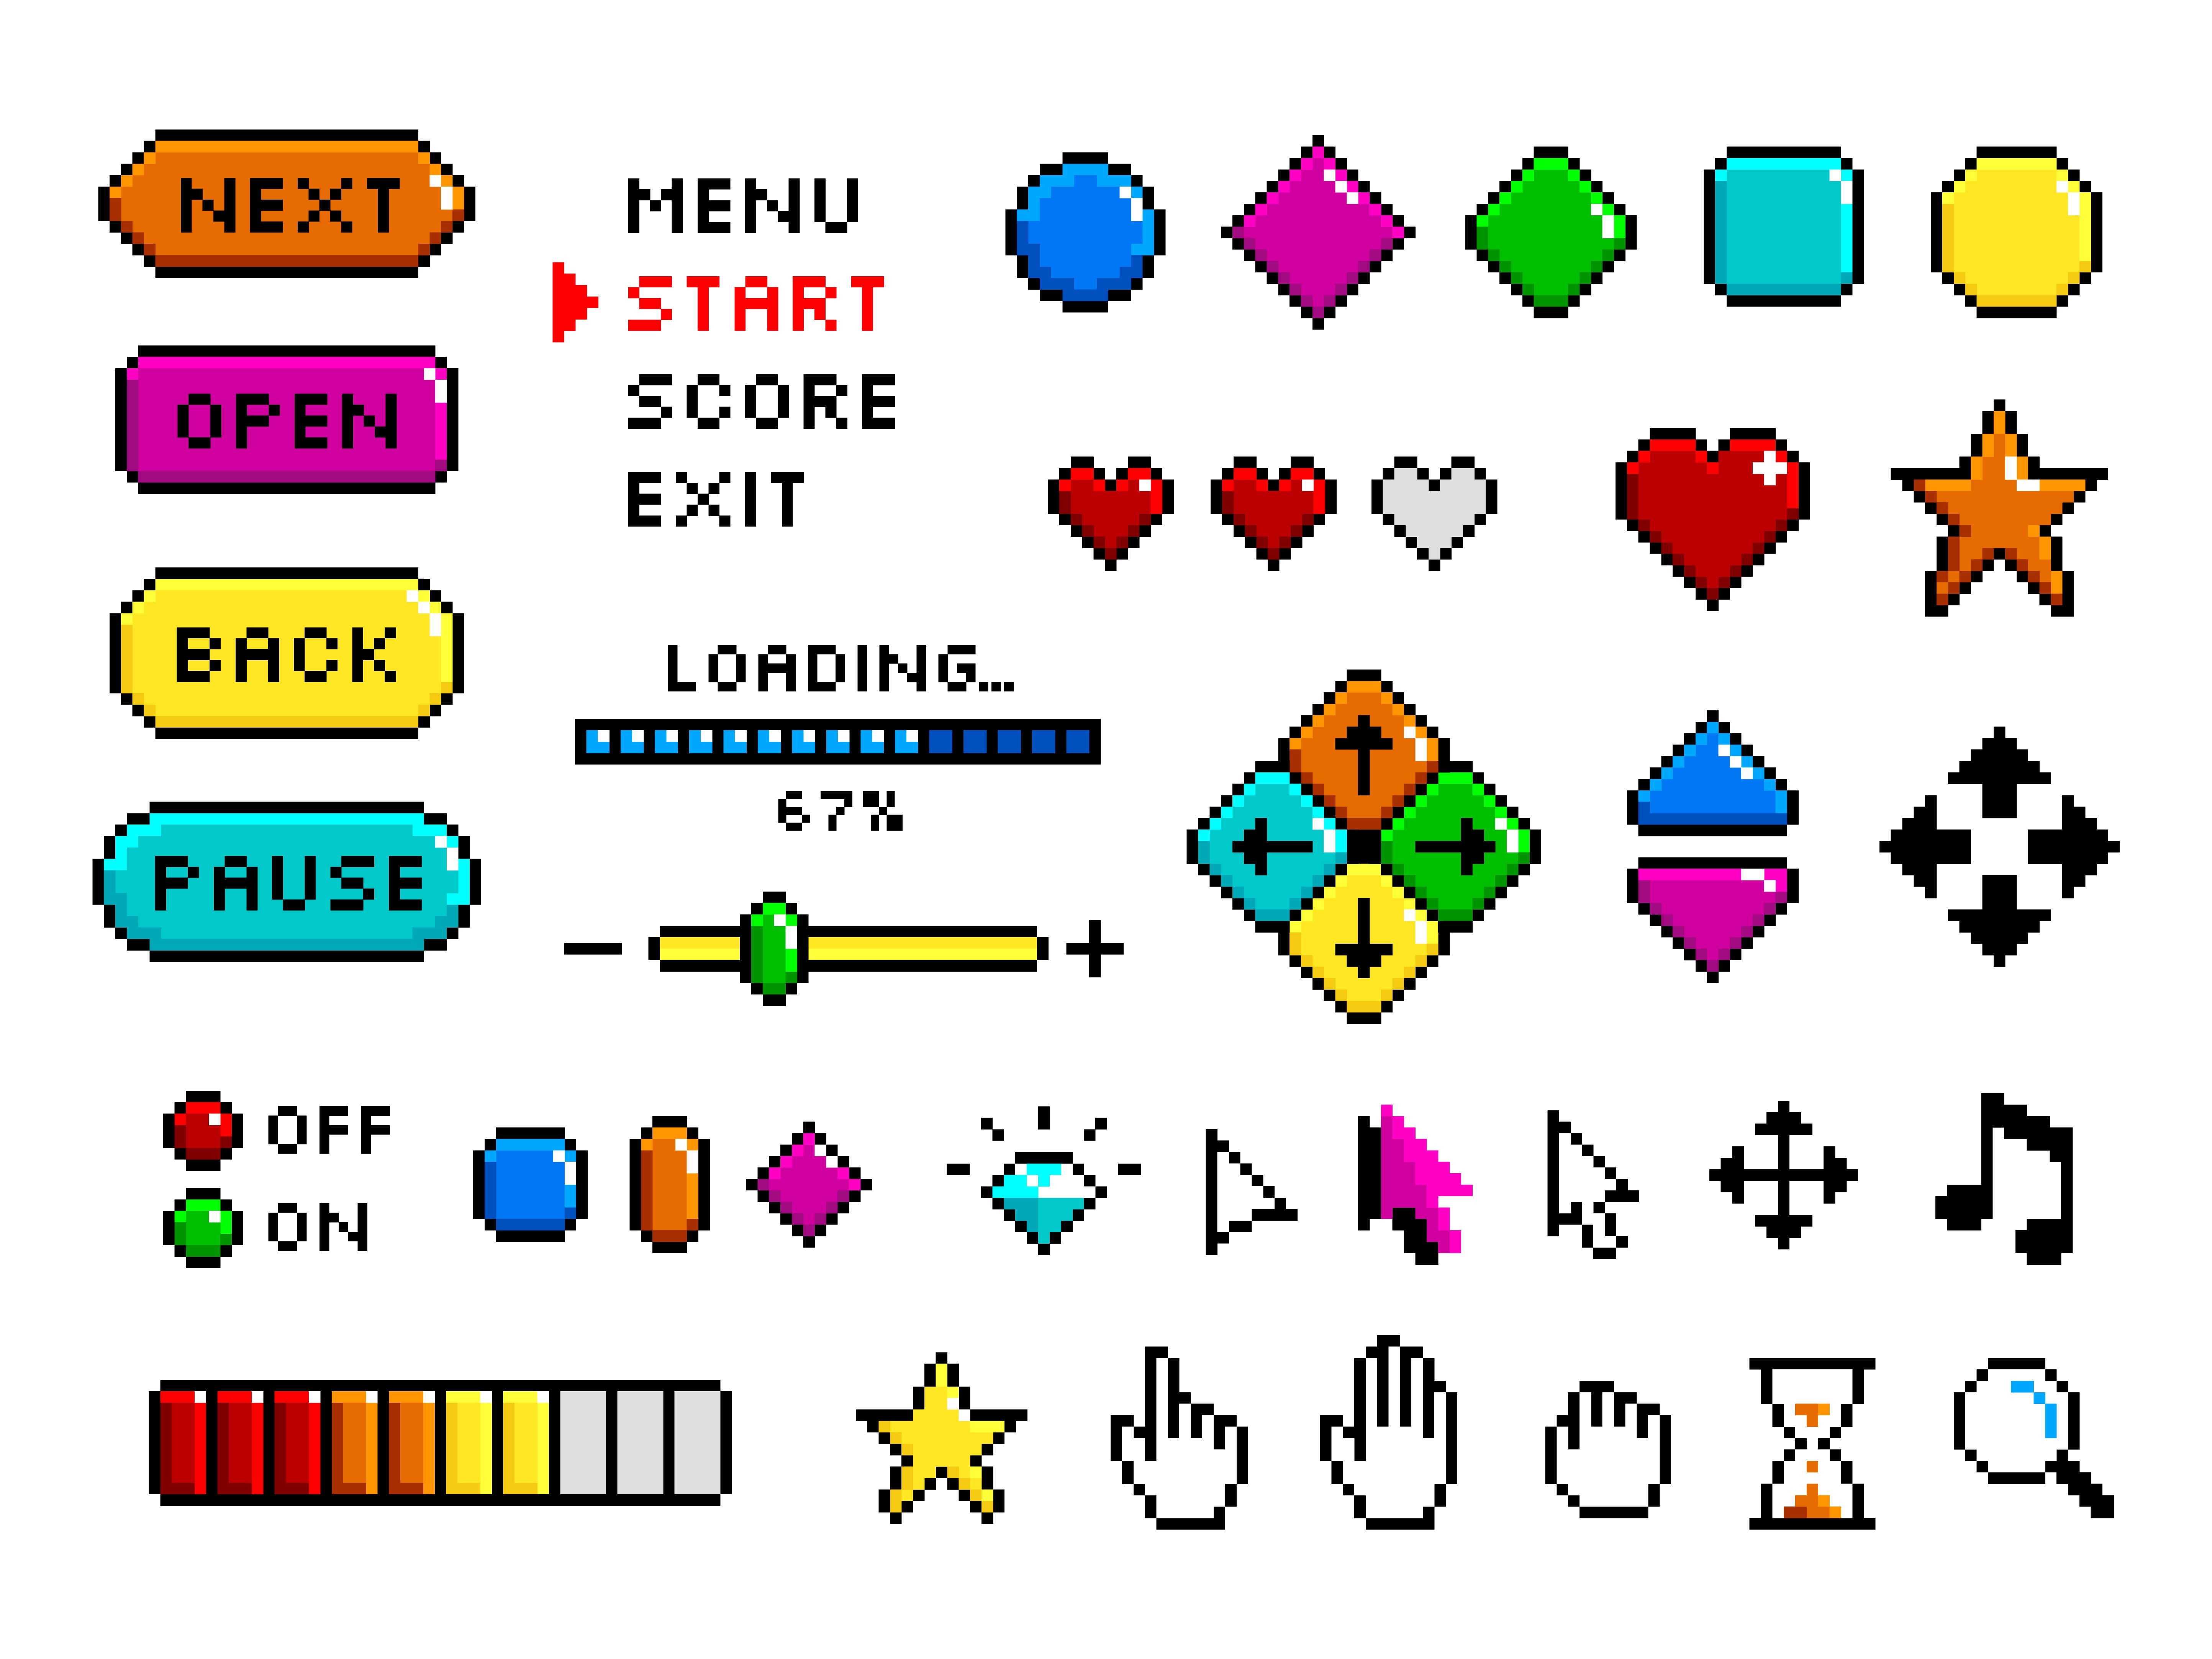 NEXT
OPEN
BACK
PAUSE
MENU
START
SCORE
EXIT
LOADING...
67%
- +
OFF
ON